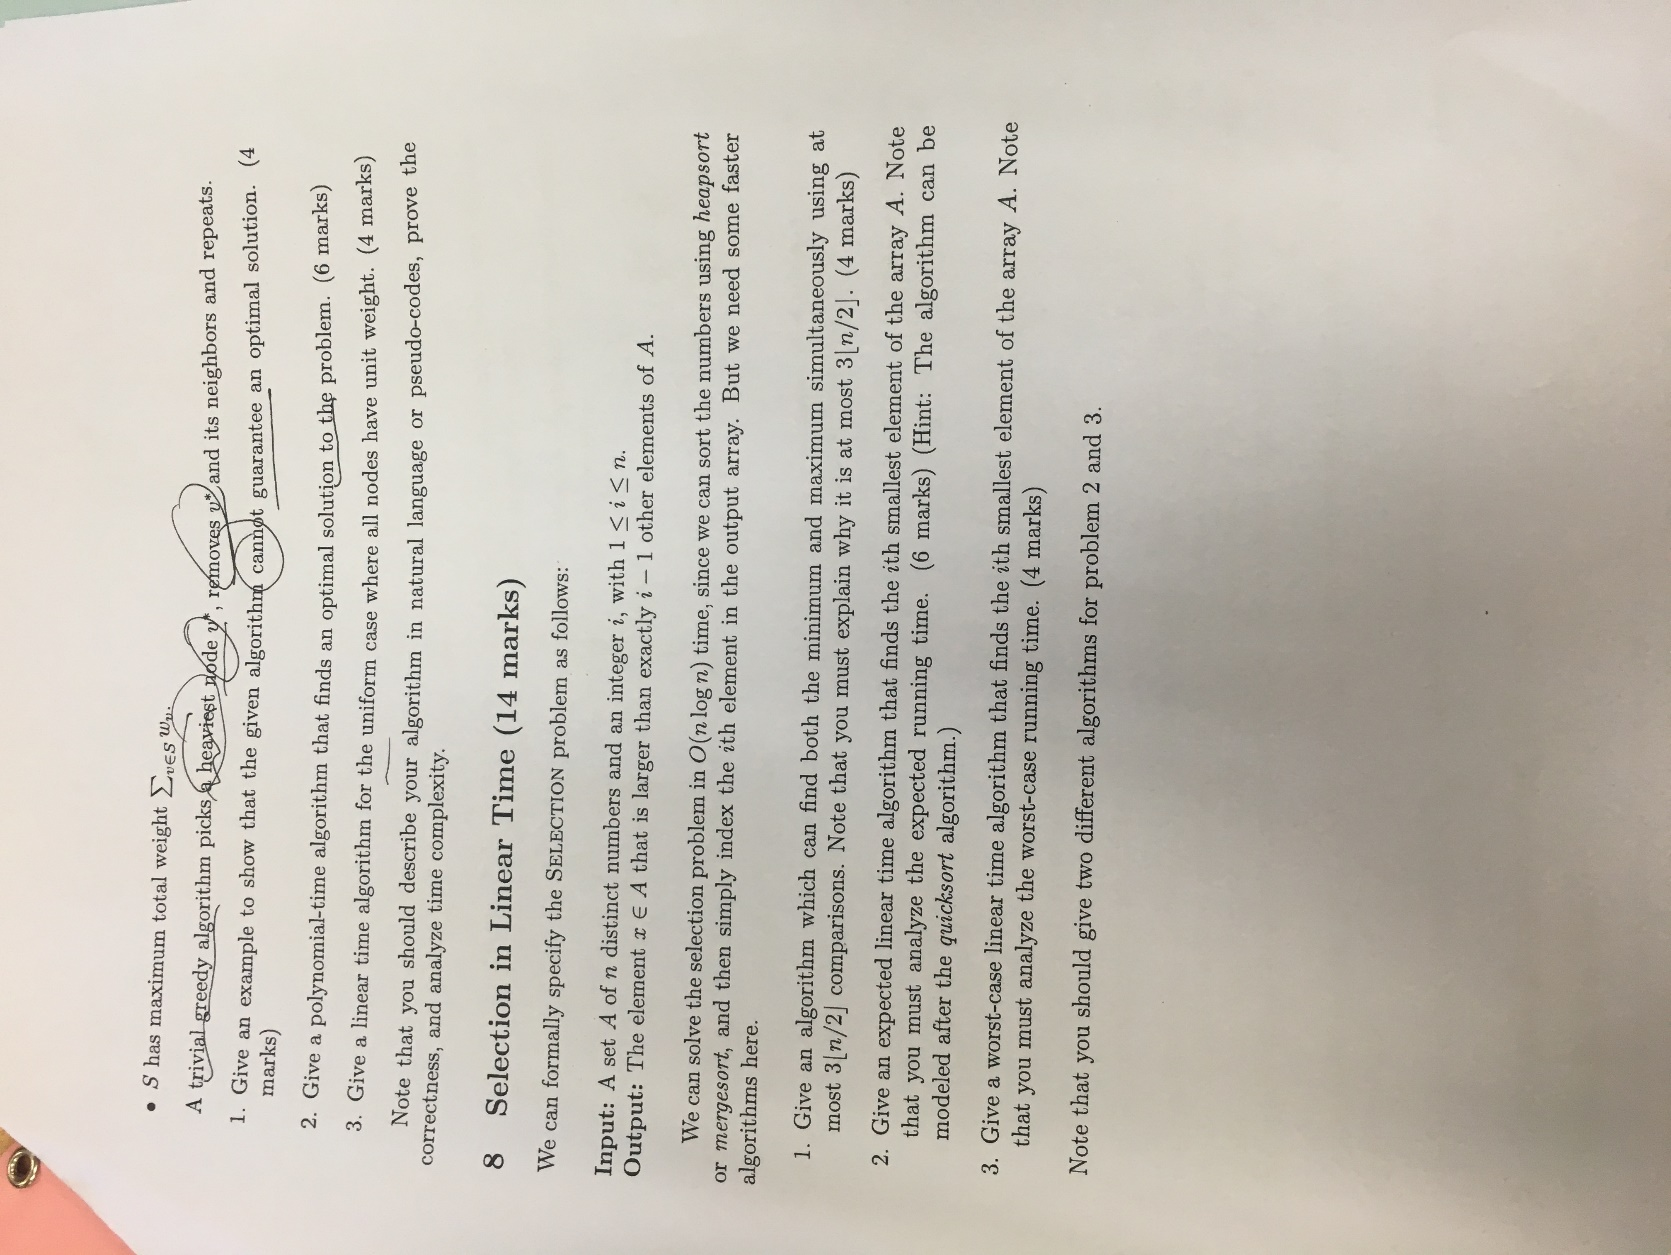 • S has maximum total weight ∑_{v∈S} w_v.
A trivial greedy algorithm picks a heaviest node v*, removes v* and its neighbors and repeats.
1. Give an example to show that the given algorithm cannot guarantee an optimal solution. (4
marks)
2. Give a polynomial-time algorithm that finds an optimal solution to the problem. (6 marks)
3. Give a linear time algorithm for the uniform case where all nodes have unit weight. (4 marks)
Note that you should describe your algorithm in natural language or pseudo-codes, prove the
correctness, and analyze time complexity.
8 Selection in Linear Time (14 marks)
We can formally specify the SELECTION problem as follows:
Input: A set A of n distinct numbers and an integer i, with 1 ≤ i ≤ n.
Output: The element x ∈ A that is larger than exactly i − 1 other elements of A.
We can solve the selection problem in O(n log n) time, since we can sort the numbers using heapsort
or mergesort, and then simply index the ith element in the output array. But we need some faster
algorithms here.
1. Give an algorithm which can find both the minimum and maximum simultaneously using at
most 3⌊n/2⌋ comparisons. Note that you must explain why it is at most 3⌊n/2⌋. (4 marks)
2. Give an expected linear time algorithm that finds the ith smallest element of the array A. Note
that you must analyze the expected running time. (6 marks) (Hint: The algorithm can be
modeled after the quicksort algorithm.)
3. Give a worst-case linear time algorithm that finds the ith smallest element of the array A. Note
that you must analyze the worst-case running time. (4 marks)
Note that you should give two different algorithms for problem 2 and 3.